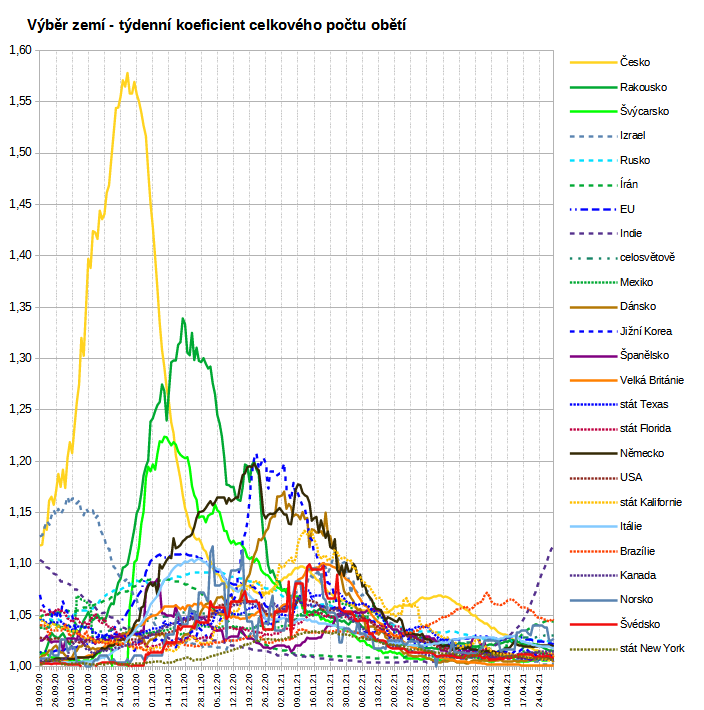 Výběr zemí - týdenní koeficient celkového počtu obětí
1,60
1,55
1,50
1,45
1,40
1,35
1,30
1,25
1,20
1,15
1,10
1,05
1,00
19.09.20
26.09.20
03.10.20
10.10.20
17.10.20
24.10.20
31.10.20
07.11.20
14.11.20
21.11.20
28.11.20
05.12.20
12.12.20
19.12.20
26.12.20
02.01.21
09.01.21
16.01.21
23.01.21
30.01.21
06.02.21
13.02.21
20.02.21
27.02.21
06.03.21
13.03.21
20.03.21
27.03.21
03.04.21
10.04.21
17.04.21
24.04.21
Česko
Rakousko
Švýcarsko
Izrael
Rusko
Írán
EU
Indie
celosvětově
Mexiko
Dánsko
Jižní Korea
Španělsko
Velká Británie
stát Texas
stát Florida
Německo
USA
stát Kalifornie
Itálie
Brazílie
Kanada
Norsko
Švédsko
stát New York